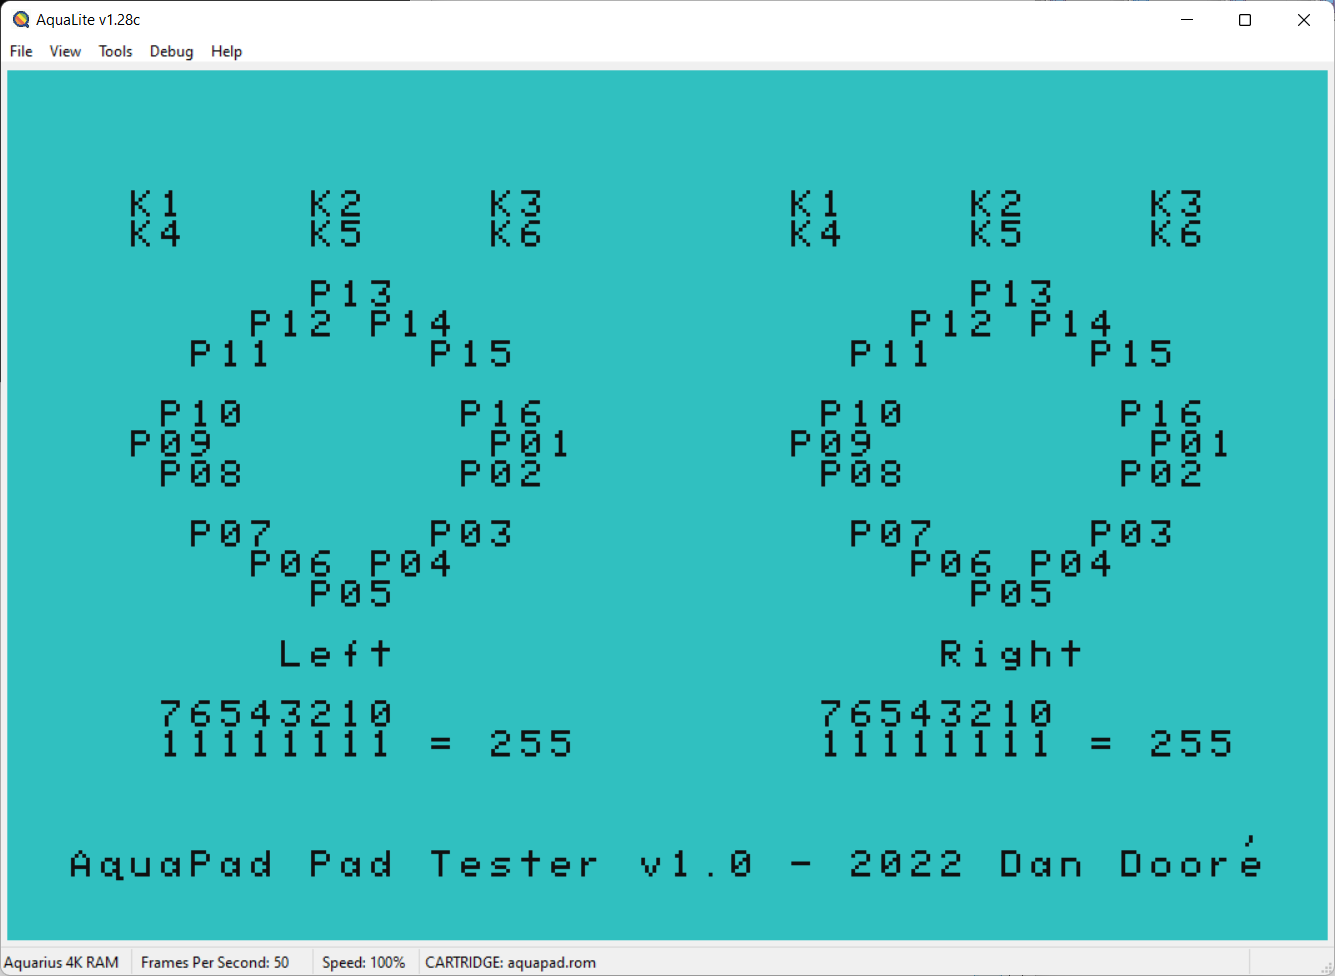 AquaLite v1.28c
File View Tools Debug Help
K1 K2 K3 K1 K2 K3
K4 K5 K6 K4 K5 K6
P13 P13
P12 P14 P12 P14
P11 P15 P11 P15
P10 P16 P10 P16
P09 P01 P09 P01
P08 P02 P08 P02
P07 P03 P07 P03
P06 P04 P06 P04
P05 P05
Left Right
76543210 76543210
11111111 = 255 11111111 = 255
AquaPad Pad Tester v1.0 - 2022 Dan Dooré
Aquarius 4K RAM Frames Per Second: 50 Speed: 100% CARTRIDGE: aquapad.rom